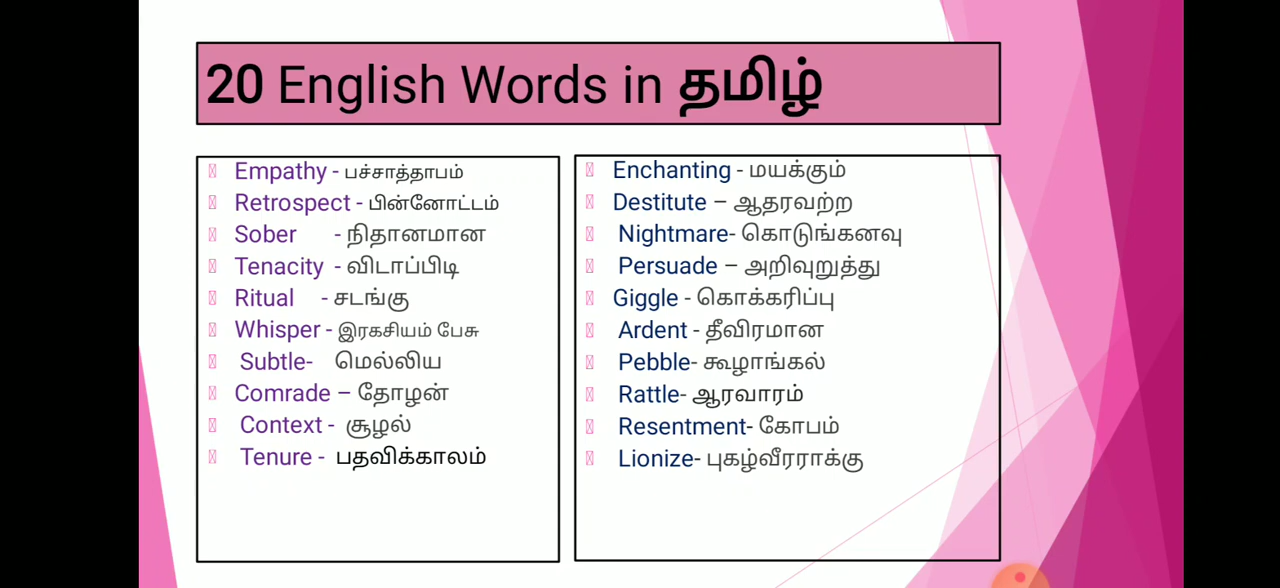 20 English Words in தமிழ்
Empathy - பச்சாத்தாபம்
Retrospect - பின்னோட்டம்
Sober - நிதானமான
Tenacity - விடாப்பிடி
Ritual - சடங்கு
Whisper - இரகசியம் பேசு
Subtle- மெல்லிய
Comrade – தோழன்
Context - சூழல்
Tenure - பதவிக்காலம்
Enchanting - மயக்கும்
Destitute – ஆதரவற்ற
Nightmare- கொடுங்கனவு
Persuade – அறிவுறுத்து
Giggle - கொக்கரிப்பு
Ardent - தீவிரமான
Pebble- கூழாங்கல்
Rattle- ஆரவாரம்
Resentment- கோபம்
Lionize- புகழ்வீரராக்கு